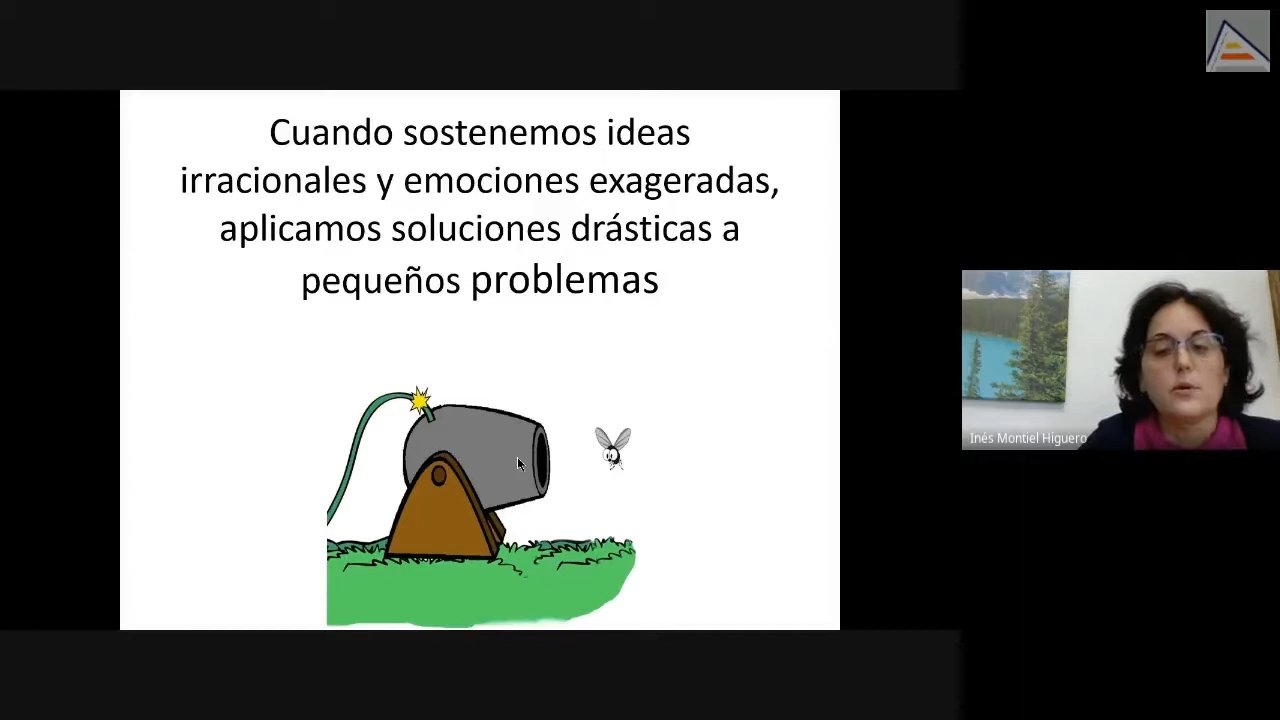 Cuando sostenemos ideas
irracionales y emociones exageradas,
aplicamos soluciones drásticas a
pequeños problemas
Inés Montiel Higuero